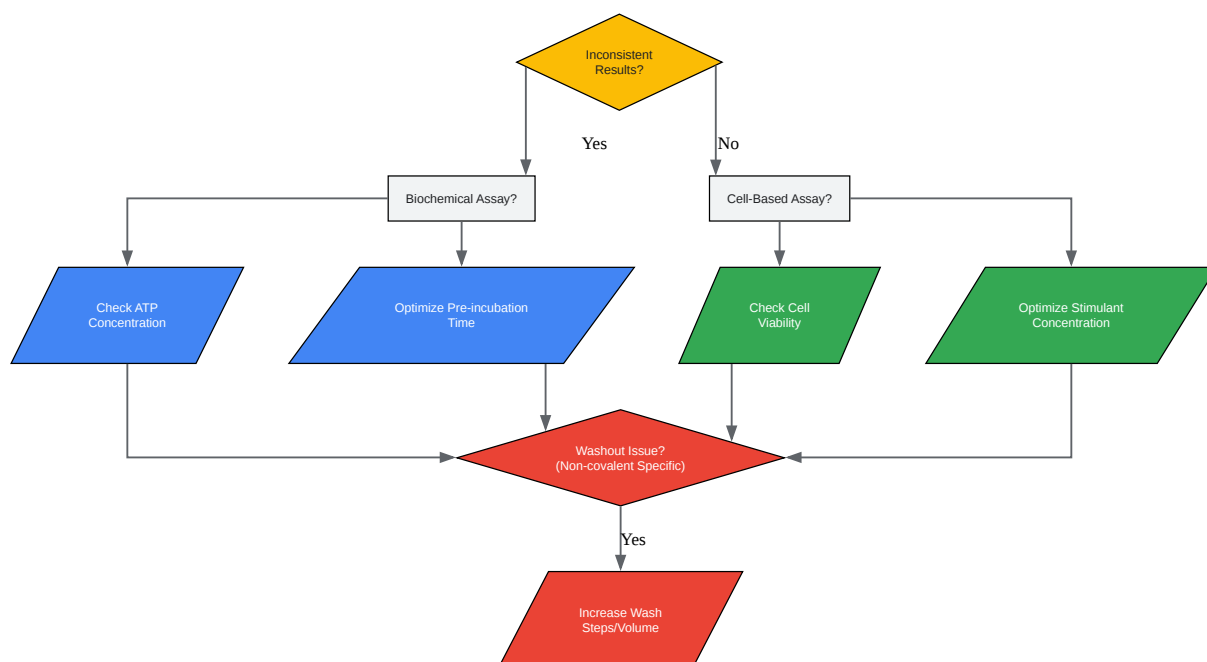 Inconsistent
Results?
Yes
No
Biochemical Assay?
Cell-Based Assay?
Check ATP
Concentration
Optimize Pre-incubation
Time
Check Cell
Viability
Optimize Stimulant
Concentration
Washout Issue?
(Non-covalent Specific)
Yes
Increase Wash
Steps/Volume